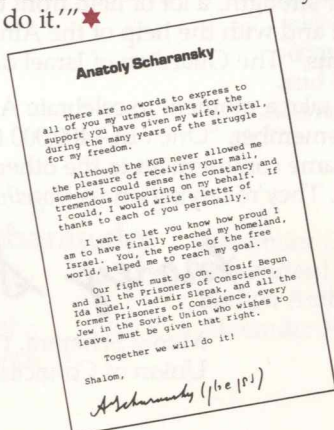 do it.'"
Anatoly Scharansky
There are no words to express to
all of you my utmost thanks for the
support you have given my wife, Avital,
during the many years of the struggle
for my freedom.
Although the KGB never allowed me
the pleasure of receiving your mail,
somehow I could sense the constancy and
tremendous outpouring on my behalf. If
I could, I would write a letter of
thanks to each of you personally.
I want to let you know how proud I
am to have finally reached my homeland,
Israel. You, the people of the free
world, helped me to reach my goal.
Our fight must go on. Iosif Begun
and all the Prisoners of Conscience,
Ida Nudel, Vladimir Slepak, and all the
former Prisoners of Conscience, every
Jew in the Soviet Union who wishes to
leave, must be given that right.
Together we will do it!
Shalom,
AScharansky